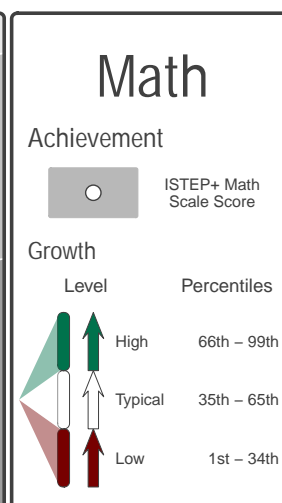 Math
Achievement
ISTEP+ Math
Scale Score
Growth
Level Percentiles
High 66th – 99th
Typical 35th – 65th
Low 1st – 34th